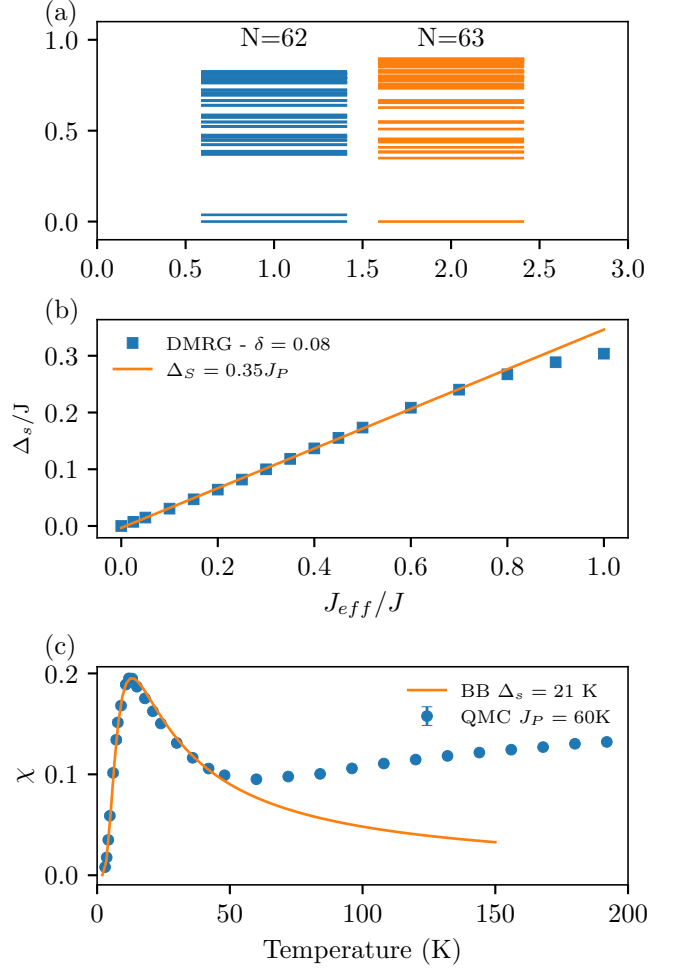 (a)
N=62 N=63
1.0
0.5
0.0
0.0 0.5 1.0 1.5 2.0 2.5 3.0
(b)
DMRG - δ = 0.08
Δ_S = 0.35J_P
0.3
0.2
0.1
0.0
Δ_s/J
0.0 0.2 0.4 0.6 0.8 1.0
J_{eff}/J
(c)
BB Δ_s = 21 K
QMC J_P = 60K
0.2
0.1
0.0
χ
0 50 100 150 200
Temperature (K)